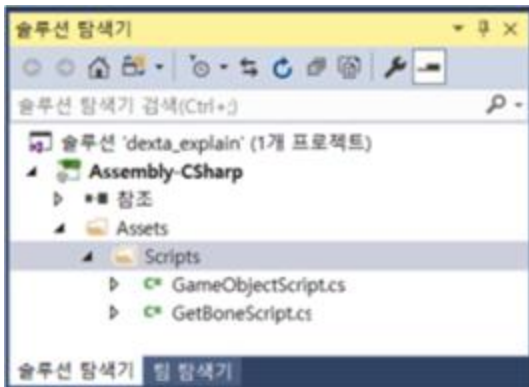 솔루션 탐색기
솔루션 탐색기 검색(Ctrl+;)
솔루션 'dexta_explain' (1개 프로젝트)
Assembly-CSharp
참조
Assets
Scripts
C# GameObjectScript.cs
C# GetBoneScript.cs
솔루션 탐색기 팀 탐색기